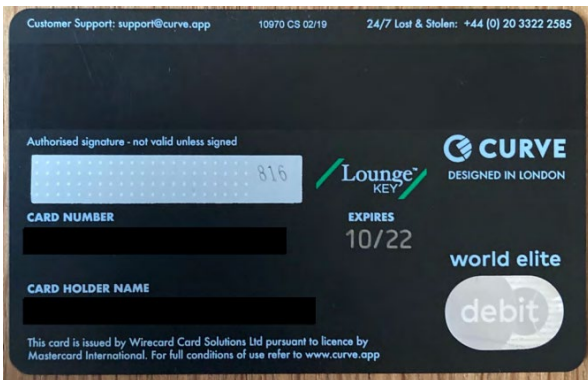 Customer Support: support@curve.app
10970 CS 02/19
24/7 Lost & Stolen: +44 (0) 20 3322 2585
Authorised signature - not valid unless signed
816
Lounge™
KEY
CURVE
DESIGNED IN LONDON
CARD NUMBER
EXPIRES
10/22
world elite
CARD HOLDER NAME
debit
This card is issued by Wirecard Card Solutions Ltd pursuant to licence by
Mastercard International. For full conditions of use refer to www.curve.app